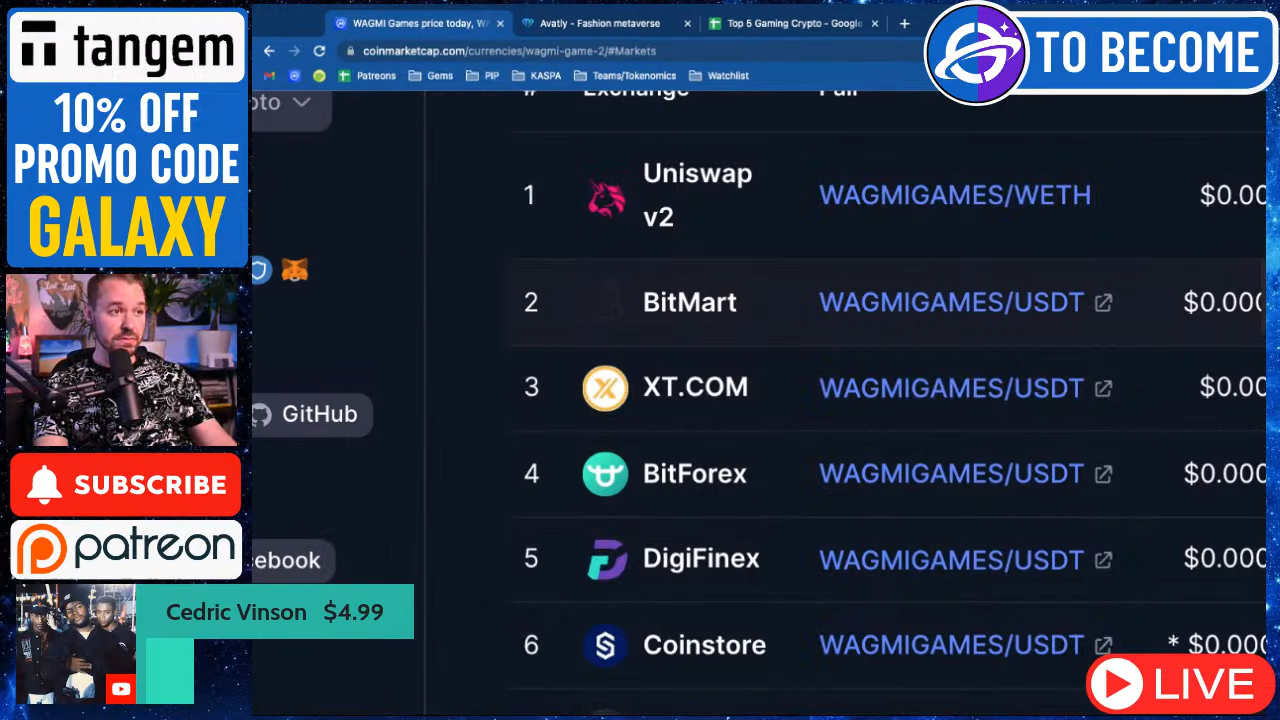 tangem
10% OFF
PROMO CODE
GALAXY
SUBSCRIBE
patreon
Cedric Vinson $4.99
WAGMI Games price today, W
Avatly - Fashion metaverse
Top 5 Gaming Crypto - Google
coinmarketcap.com/currencies/wagmi-game-2/#Markets
Patreons
Gems
PIP
KASPA
Teams/Tokenomics
Watchlist
TO BECOME
# Exchange Pair
1 Uniswap v2 WAGMIGAMES/WETH $0.00
2 BitMart WAGMIGAMES/USDT $0.000
3 XT.COM WAGMIGAMES/USDT $0.00
4 BitForex WAGMIGAMES/USDT $0.000
5 DigiFinex WAGMIGAMES/USDT $0.000
6 Coinstore WAGMIGAMES/USDT * $0.000
GitHub
LIVE